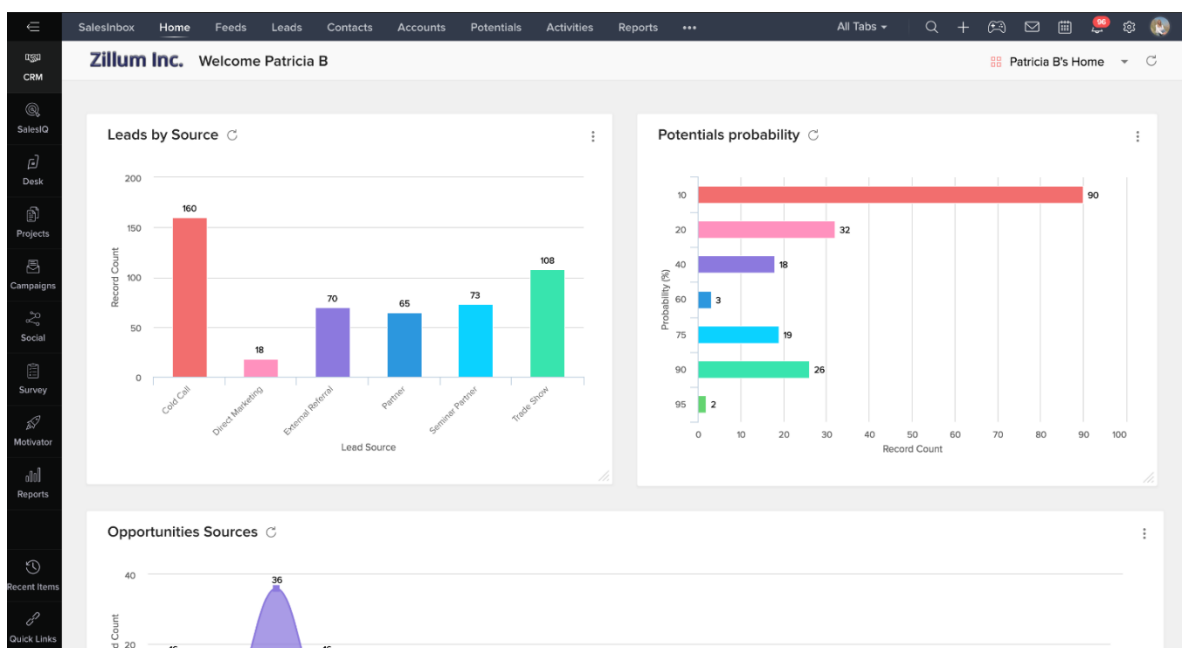 SalesInbox Home Feeds Leads Contacts Accounts Potentials Activities Reports ••• All Tabs 96
CRM
SalesIQ
Desk
Projects
Campaigns
Social
Survey
Motivator
Reports
Recent Items
Quick Links
Zillum Inc. Welcome Patricia B
Patricia B's Home
Leads by Source
200
150
100
50
0
Record Count
160
18
70
65
73
108
Cold Call
Direct Marketing
External Referral
Partner
Seminar Partner
Trade Show
Lead Source
Potentials probability
Probability (%)
10 90
20 32
40 18
60 3
75 19
90 26
95 2
0 10 20 30 40 50 60 70 80 90 100
Record Count
Opportunities Sources
40
36
20